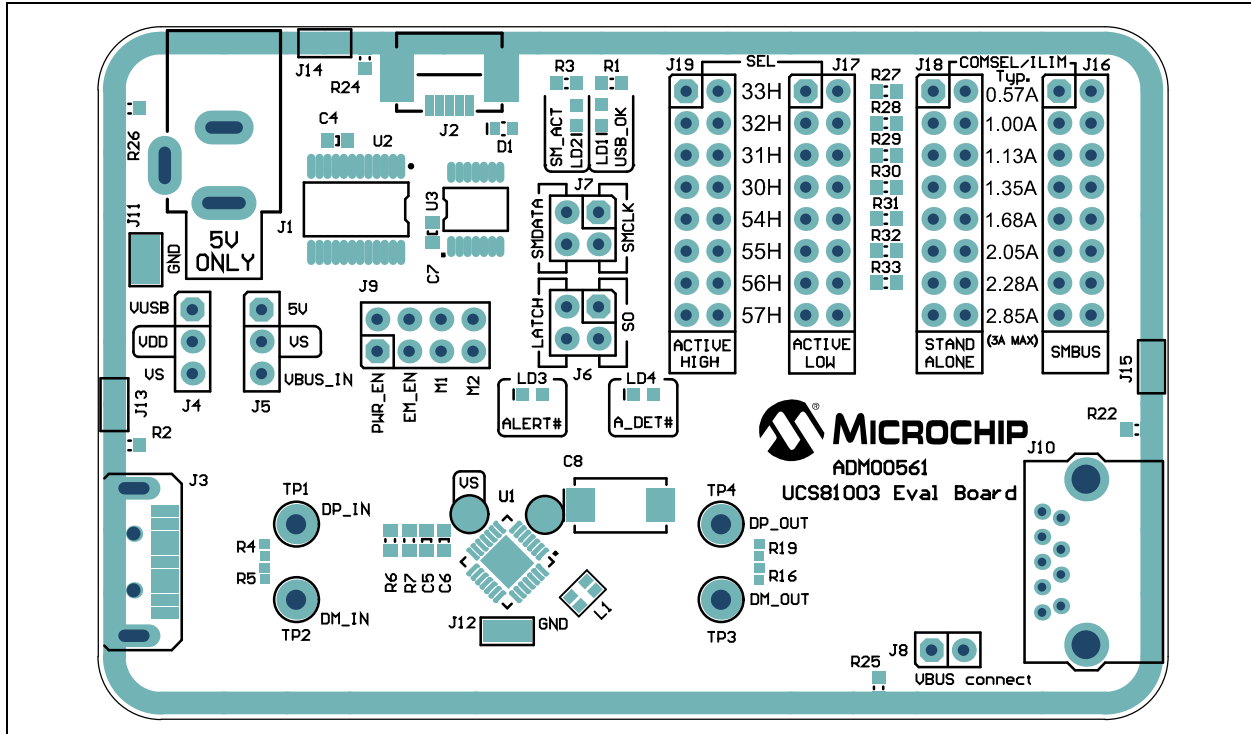 J14
R24
R26
5V
ONLY
J1
J11
GND
C4
U2
J2
D1
U3
C7
R3
R1
SM_ACT
LD2
LD1
USB_OK
J7
SMDATA
SMCLK
LATCH
SO
J6
J19
SEL
J17
33H
32H
31H
30H
54H
55H
56H
57H
ACTIVE
HIGH
ACTIVE
LOW
R27
R28
R29
R30
R31
R32
R33
J18
COMSEL/ILIM
J16
Typ.
0.57A
1.00A
1.13A
1.35A
1.68A
2.05A
2.28A
2.85A
(3A MAX)
STAND
ALONE
SMBUS
J15
VUSB
VDD
VS
J4
5V
VS
VBUS_IN
J5
J9
PWR_EN
EM_EN
M1
M2
LD3
ALERT#
LD4
A_DET#
J13
R2
J3
MICROCHIP®
ADM00561
UCS81003 Eval Board
R22
J10
TP1
DP_IN
R4
R5
DM_IN
TP2
VS
U1
C8
R6
R7
C5
C6
J12
GND
L1
TP4
DP_OUT
R19
R16
DM_OUT
TP3
R25
J8
VBUS connect